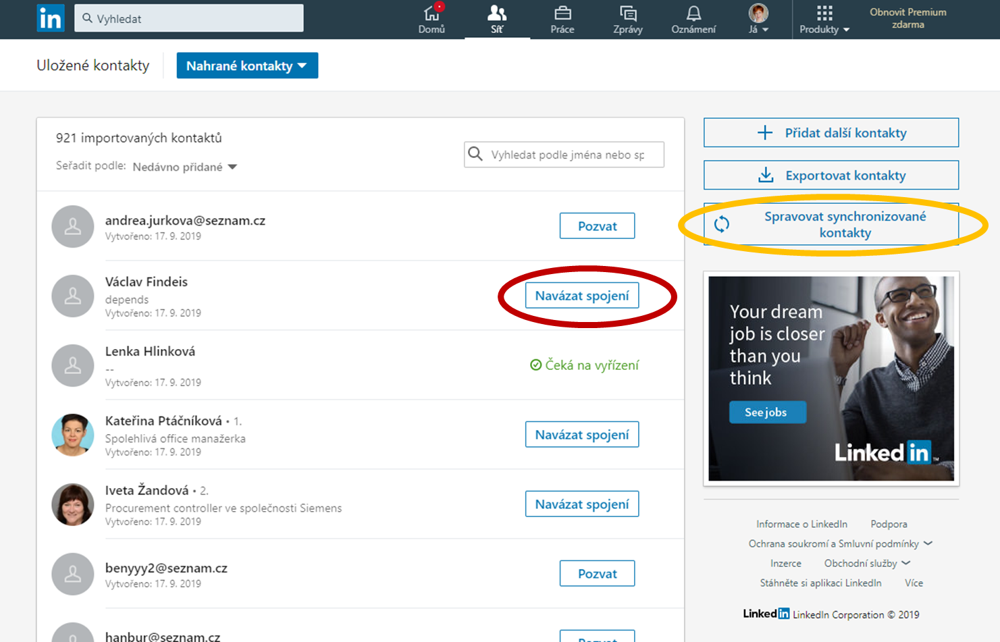 in
Vyhledat
Domů
Síť
Práce
Zprávy
Oznámení
Já
Produkty
Obnovit Premium
zdarma
Uložené kontakty
Nahrané kontakty
921 importovaných kontaktů
Seřadit podle: Nedávno přidané
Vyhledat podle jména nebo sp
andrea.jurkova@seznam.cz
Vytvořeno: 17. 9. 2019
Pozvat
Václav Findeis
depends
Vytvořeno: 17. 9. 2019
Navázat spojení
Lenka Hlinková
--
Vytvořeno: 17. 9. 2019
Čeká na vyřízení
Kateřina Ptáčníková • 1.
Spolehlivá office manažerka
Vytvořeno: 17. 9. 2019
Navázat spojení
Iveta Žandová • 2.
Procurement controller ve společnosti Siemens
Vytvořeno: 17. 9. 2019
Navázat spojení
benyyy2@seznam.cz
Vytvořeno: 17. 9. 2019
Pozvat
hanbur@seznam.cz
Pozvat
Přidat další kontakty
Exportovat kontakty
Spravovat synchronizované
kontakty
Your dream
job is closer
than you
think
See jobs
Linked in™
Informace o LinkedIn Podpora
Ochrana soukromí a Smluvní podmínky
Inzerce Obchodní služby
Stáhněte si aplikaci LinkedIn Více
Linked in LinkedIn Corporation © 2019